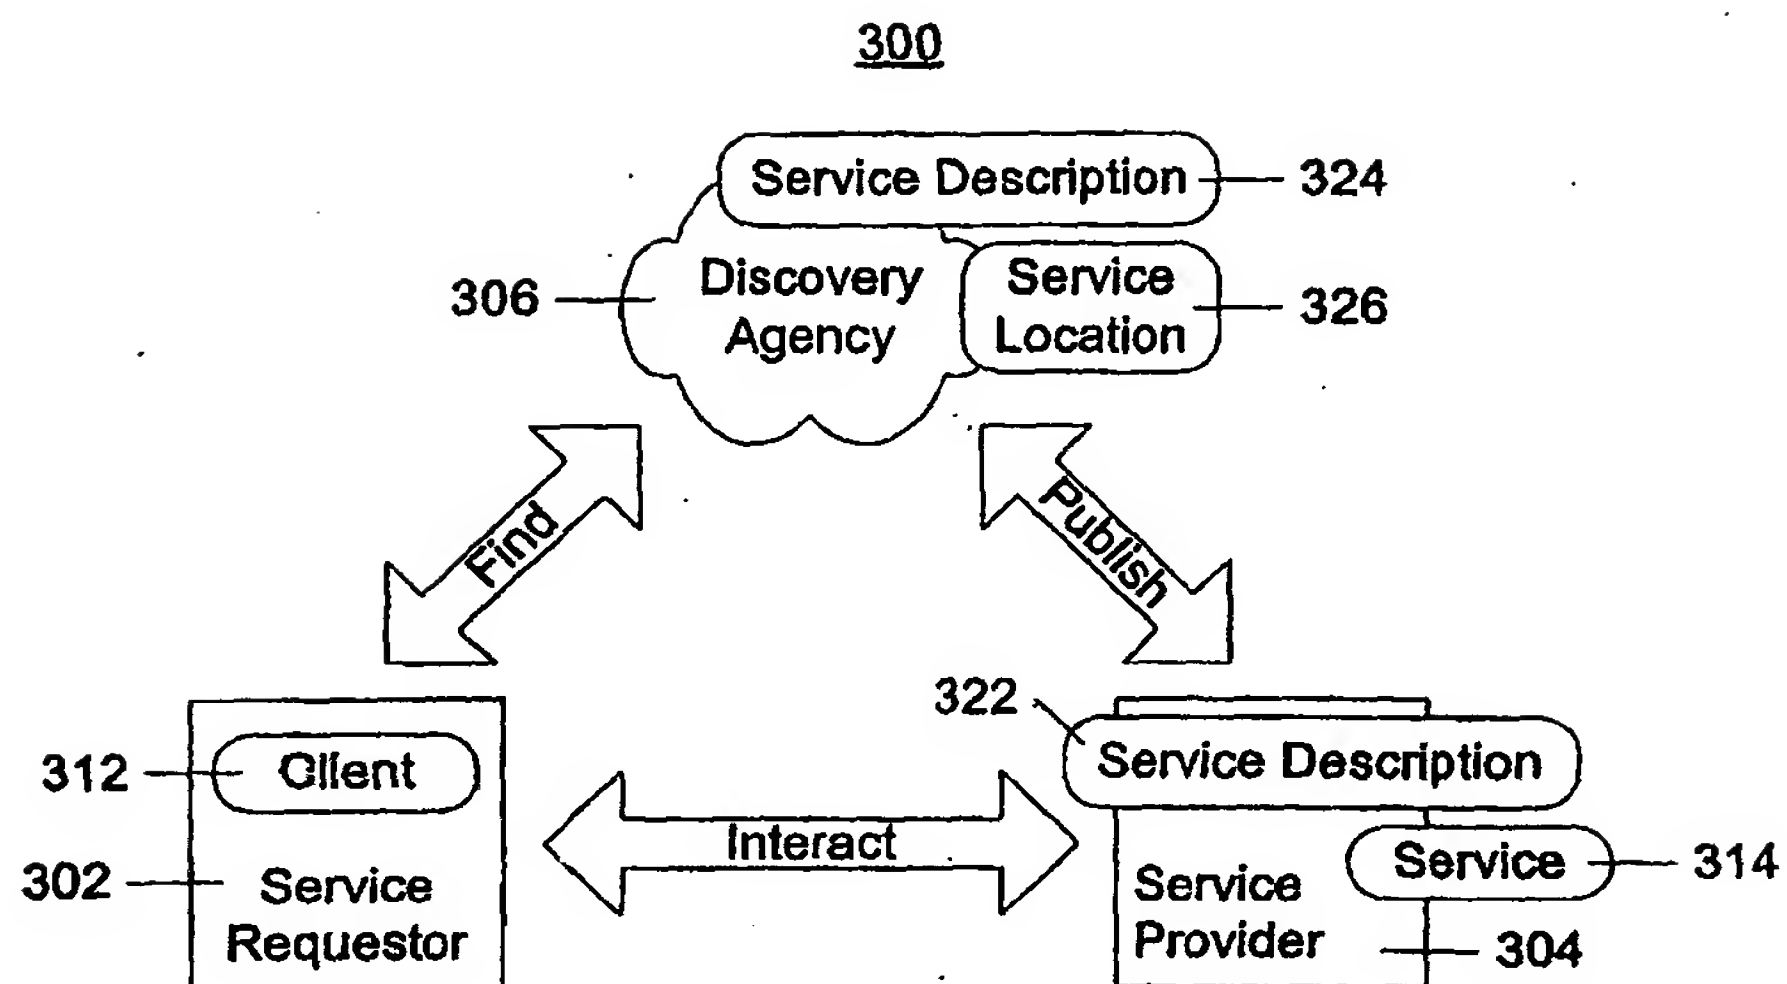 300
Service Description
324
306
Discovery
Agency
Service
Location
326
Find
Publish
322
312
Client
Service Description
Interact
Service
314
302
Service
Requestor
Service
Provider
304